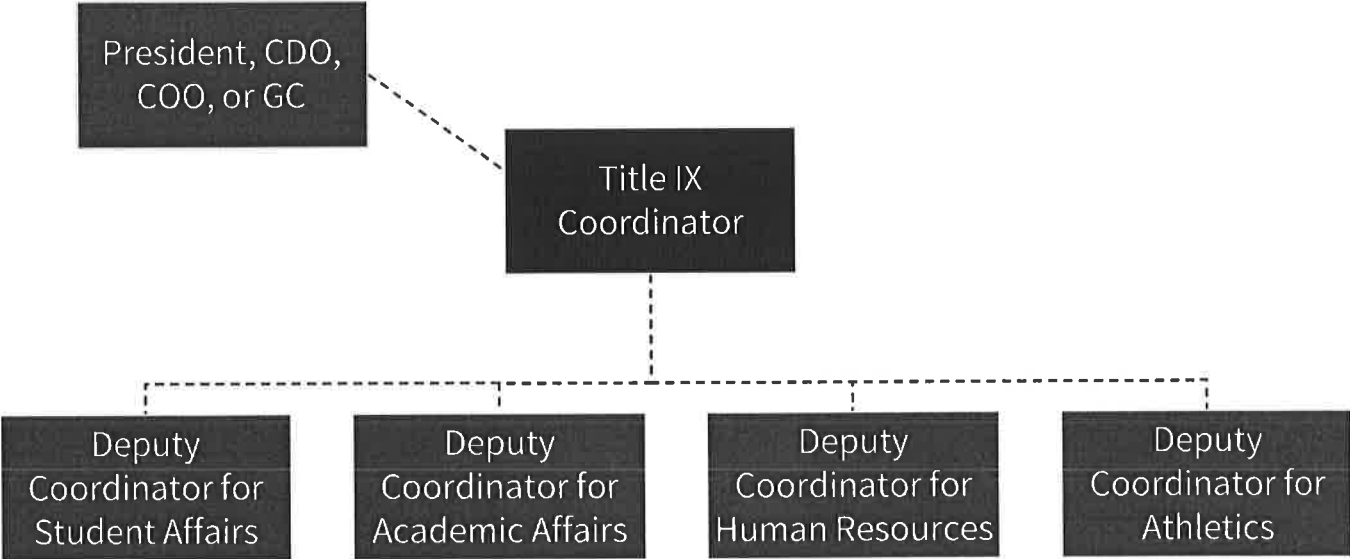 President, CDO,
COO, or GC
Title IX
Coordinator
Deputy
Coordinator for
Student Affairs
Deputy
Coordinator for
Academic Affairs
Deputy
Coordinator for
Human Resources
Deputy
Coordinator for
Athletics